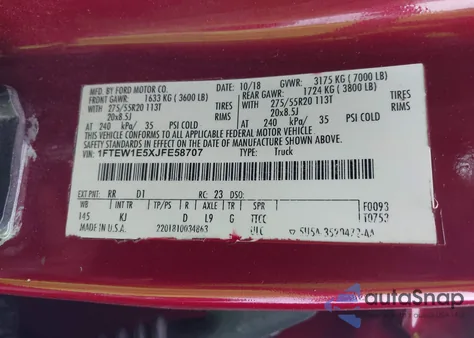 MFD. BY FORD MOTOR CO. 10/18 GVWR: 3175 KG (7000 LB)
FRONT GAWR: 1633 KG (3600 LB) REAR GAWR: 1724 KG (3800 LB)
WITH 275/55R20 113T TIRES WITH 275/55R20 113T TIRES
20x8.5J RIMS 20x8.5J RIMS
AT 240 kPa/ 35 PSI COLD AT 240 kPa/ 35 PSI COLD
THIS VEHICLE CONFORMS TO ALL APPLICABLE FEDERAL MOTOR VEHICLE
SAFETY STANDARDS IN EFFECT ON THE DATE OF MANUFACTURE SHOWN ABOVE.
VIN: 1FTEW1E5XJFE58707 TYPE: Truck
EXT PNT: RR D1 RC: 23 DSO: F0093
WB INT TR TP/PS R AXLE TR SPR T0753
145 KJ D L9 G TTCC
MADE IN U.S.A. 2201810034863 UTC
autoSnap